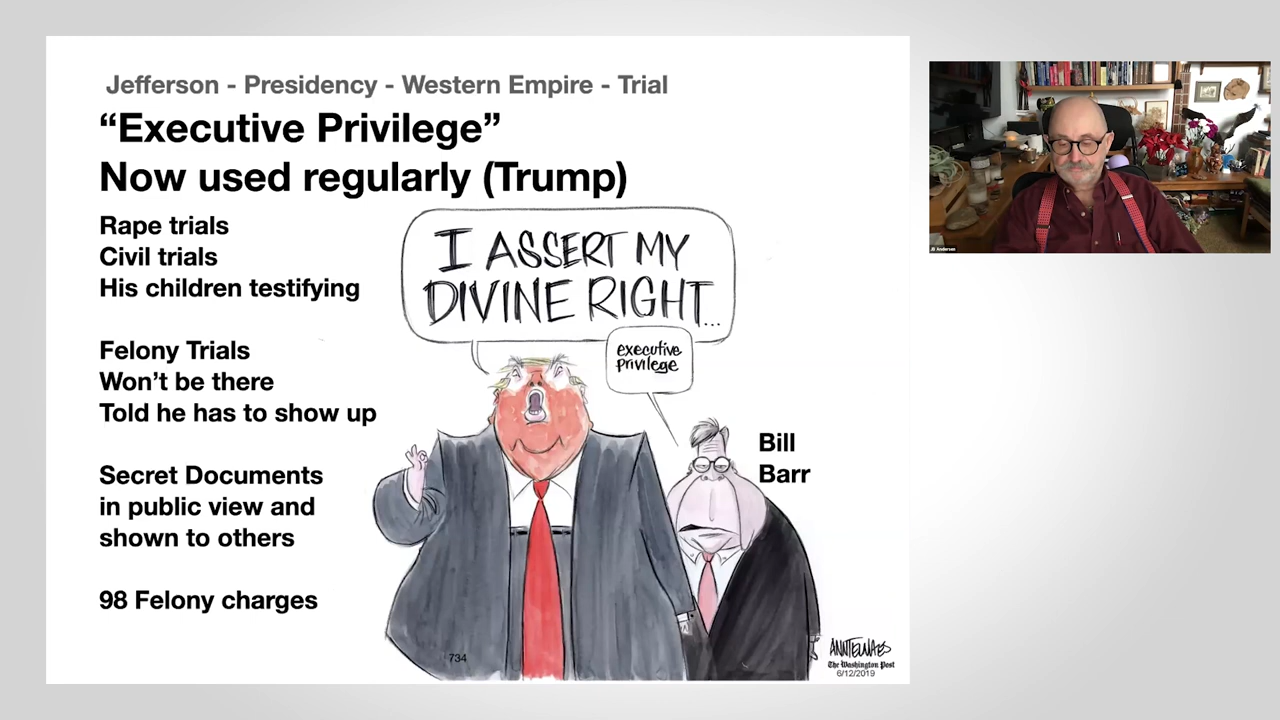 Jefferson - Presidency - Western Empire - Trial
“Executive Privilege”
Now used regularly (Trump)
Rape trials
Civil trials
His children testifying
Felony Trials
Won’t be there
Told he has to show up
Secret Documents
in public view and
shown to others
98 Felony charges
I ASSERT MY
DIVINE RIGHT...
executive
privilege
Bill
Barr
734
ANNTELNAES
The Washington Post
6/12/2019
Jill Andersen